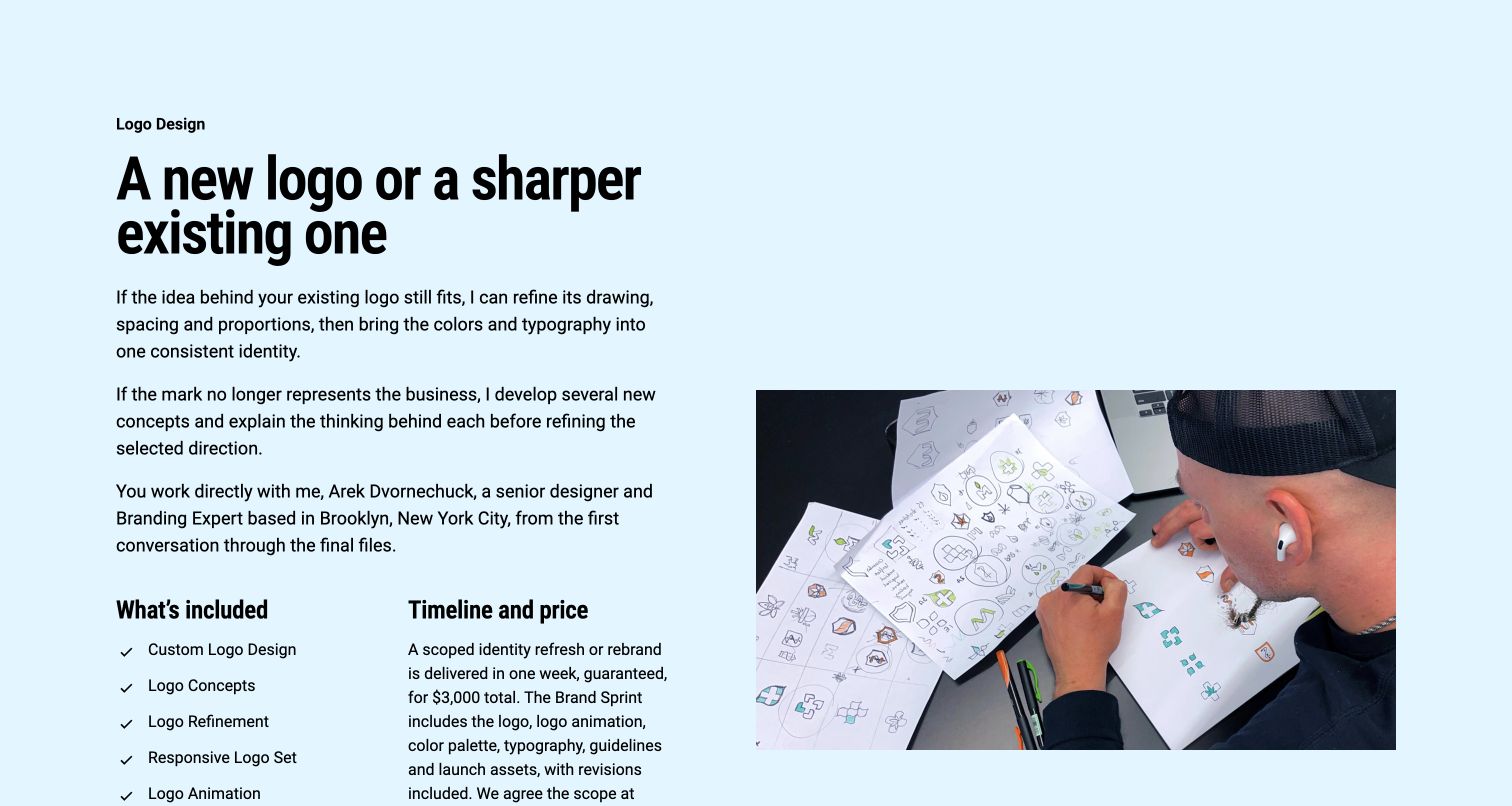 Logo Design
A new logo or a sharper
existing one
If the idea behind your existing logo still fits, I can refine its drawing,
spacing and proportions, then bring the colors and typography into
one consistent identity.
If the mark no longer represents the business, I develop several new
concepts and explain the thinking behind each before refining the
selected direction.
You work directly with me, Arek Dvornechuck, a senior designer and
Branding Expert based in Brooklyn, New York City, from the first
conversation through the final files.
What’s included
Custom Logo Design
Logo Concepts
Logo Refinement
Responsive Logo Set
Logo Animation
Timeline and price
A scoped identity refresh or rebrand
is delivered in one week, guaranteed,
for $3,000 total. The Brand Sprint
includes the logo, logo animation,
color palette, typography, guidelines
and launch assets, with revisions
included. We agree the scope at